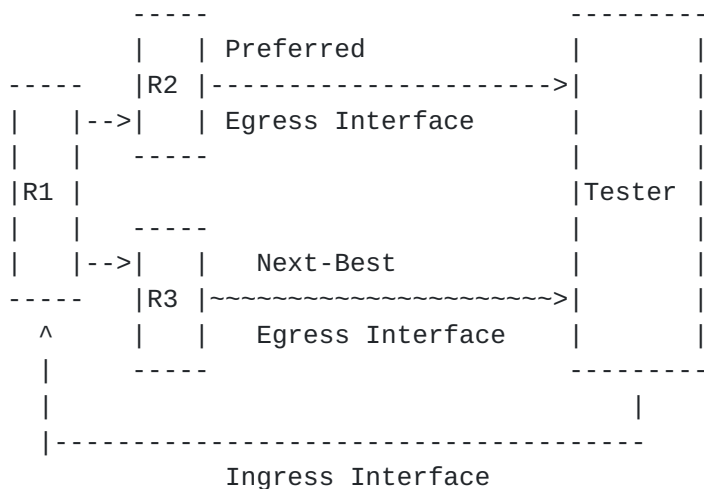 Preferred
R2
Egress Interface
R1
Tester
Next-Best
R3
Egress Interface
Ingress Interface